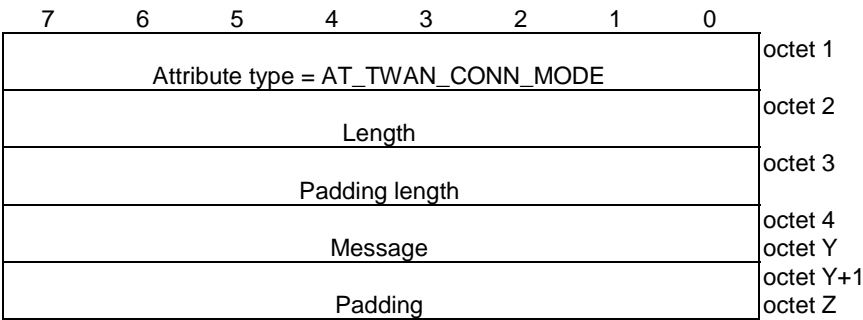 7 6 5 4 3 2 1 0
octet 1
Attribute type = AT_TWAN_CONN_MODE
octet 2
Length
octet 3
Padding length
octet 4
Message octet Y
octet Y+1
Padding octet Z